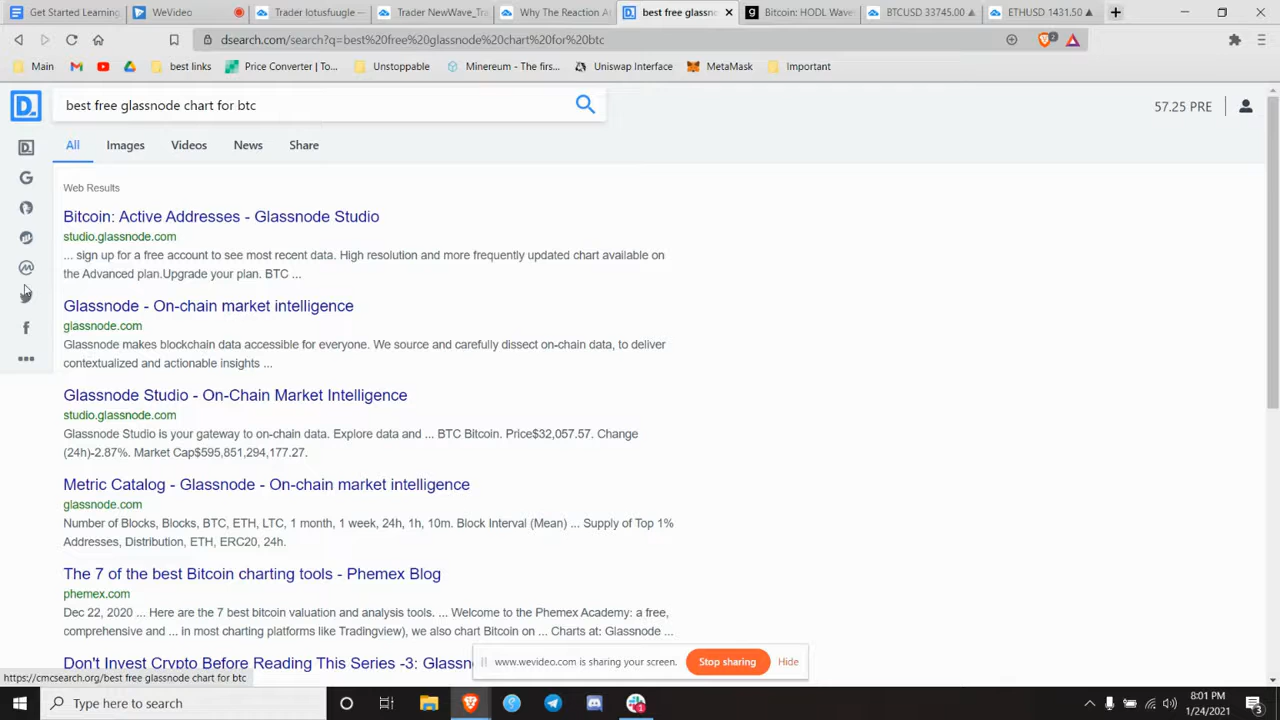 Get Started Learning
WeVideo
Trader lotusfuugle —
Trader NewWave_Tra
Why The Reaction At
best free glassn
Bitcoin: HODL Wave
BTCUSD 33745.00
ETHUSD 1431.50
dsearch.com/search?q=best%20free%20glassnode%20chart%20for%20btc
2
Main
best links
Price Converter | To...
Unstoppable
Minereum - The firs...
Uniswap Interface
MetaMask
Important
best free glassnode chart for btc
57.25 PRE
All
Images
Videos
News
Share
Web Results
Bitcoin: Active Addresses - Glassnode Studio
studio.glassnode.com
... sign up for a free account to see most recent data. High resolution and more frequently updated chart available on
the Advanced plan.Upgrade your plan. BTC ...
Glassnode - On-chain market intelligence
glassnode.com
Glassnode makes blockchain data accessible for everyone. We source and carefully dissect on-chain data, to deliver
contextualized and actionable insights ...
Glassnode Studio - On-Chain Market Intelligence
studio.glassnode.com
Glassnode Studio is your gateway to on-chain data. Explore data and ... BTC Bitcoin. Price$32,057.57. Change
(24h)-2.87%. Market Cap$595,851,294,177.27.
Metric Catalog - Glassnode - On-chain market intelligence
glassnode.com
Number of Blocks, Blocks, BTC, ETH, LTC, 1 month, 1 week, 24h, 1h, 10m. Block Interval (Mean) ... Supply of Top 1%
Addresses, Distribution, ETH, ERC20, 24h.
The 7 of the best Bitcoin charting tools - Phemex Blog
phemex.com
Dec 22, 2020 ... Here are the 7 best bitcoin valuation and analysis tools. ... Welcome to the Phemex Academy: a free,
comprehensive and ... in most charting platforms like Tradingview), we also chart Bitcoin on ... Charts at: Glassnode ...
Don't Invest Crypto Before Reading This Series -3: Glassn
www.wevideo.com is sharing your screen.
Stop sharing
Hide
https://cmcsearch.org/best free glassnode chart for btc
Type here to search
8:01 PM
1/24/2021
3